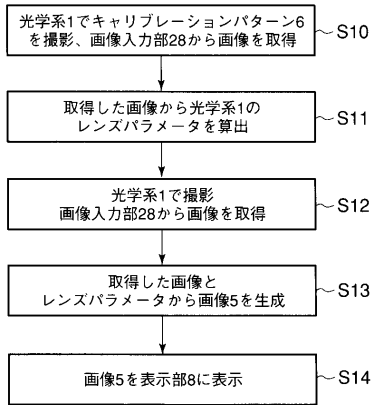 光学系1でキャリブレーションパターン6
を撮影、画像入力部28から画像を取得
S10
取得した画像から光学系1の
レンズパラメータを算出
S11
光学系1で撮影
画像入力部28から画像を取得
S12
取得した画像と
レンズパラメータから画像5を生成
S13
画像5を表示部8に表示
S14